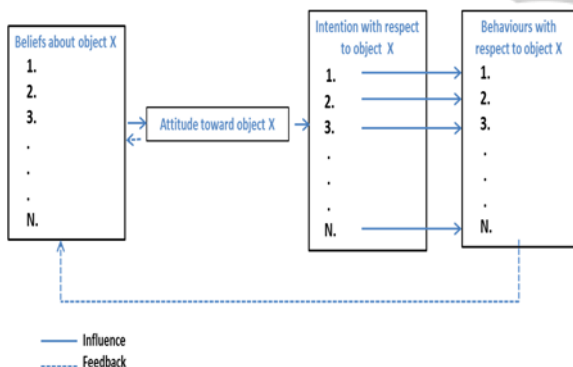 Beliefs about object X
1.
2.
3.
.
.
.
N.
Attitude toward object X
Intention with respect
to object X
1.
2.
3.
.
.
.
N.
Behaviours with
respect to object X
1.
2.
3.
.
.
.
N.
Influence
Feedback